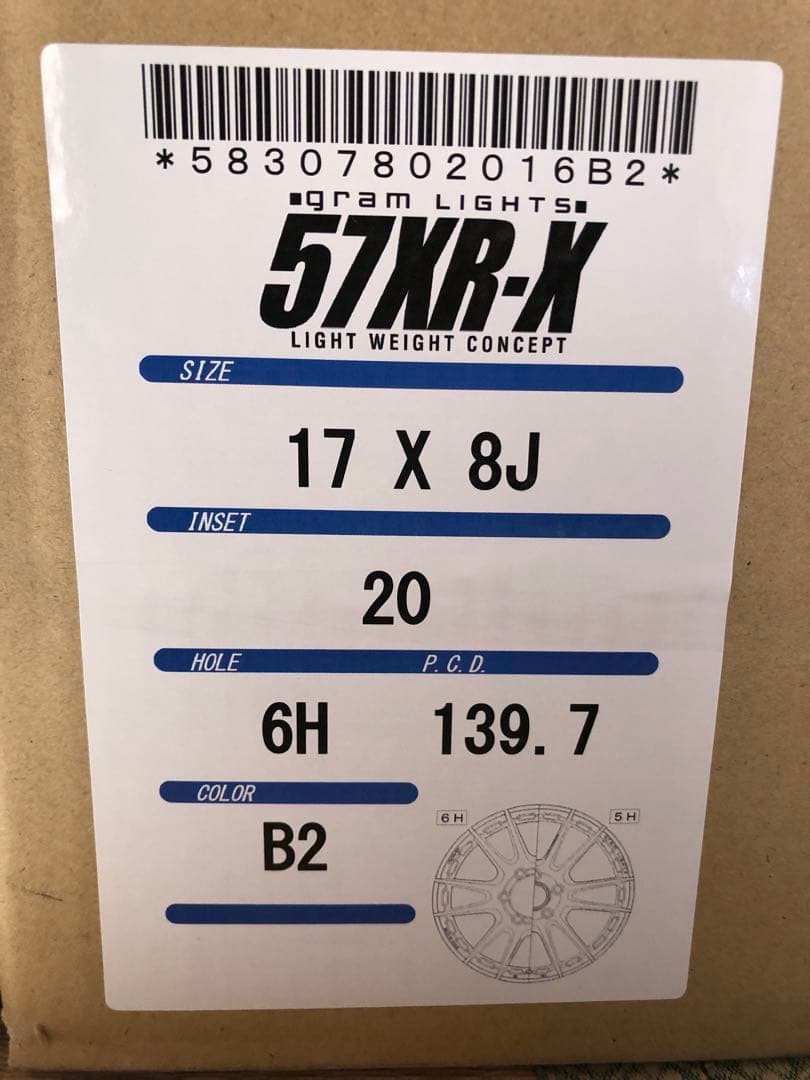 *58307802016B2*
■gram LIGHTS■
57XR-X
LIGHT WEIGHT CONCEPT
SIZE
17 X 8J
INSET
20
HOLE P.C.D.
6H 139.7
COLOR
B2
6H 5H